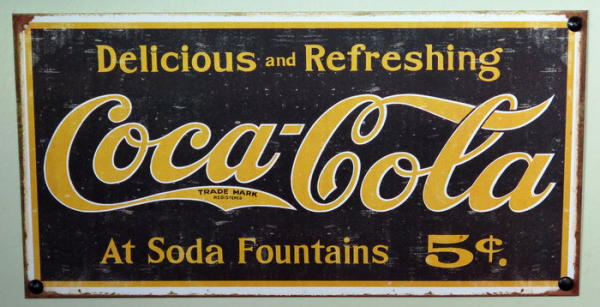 Delicious and Refreshing
Coca-Cola
TRADE MARK
REGISTERED
At Soda Fountains 5¢.